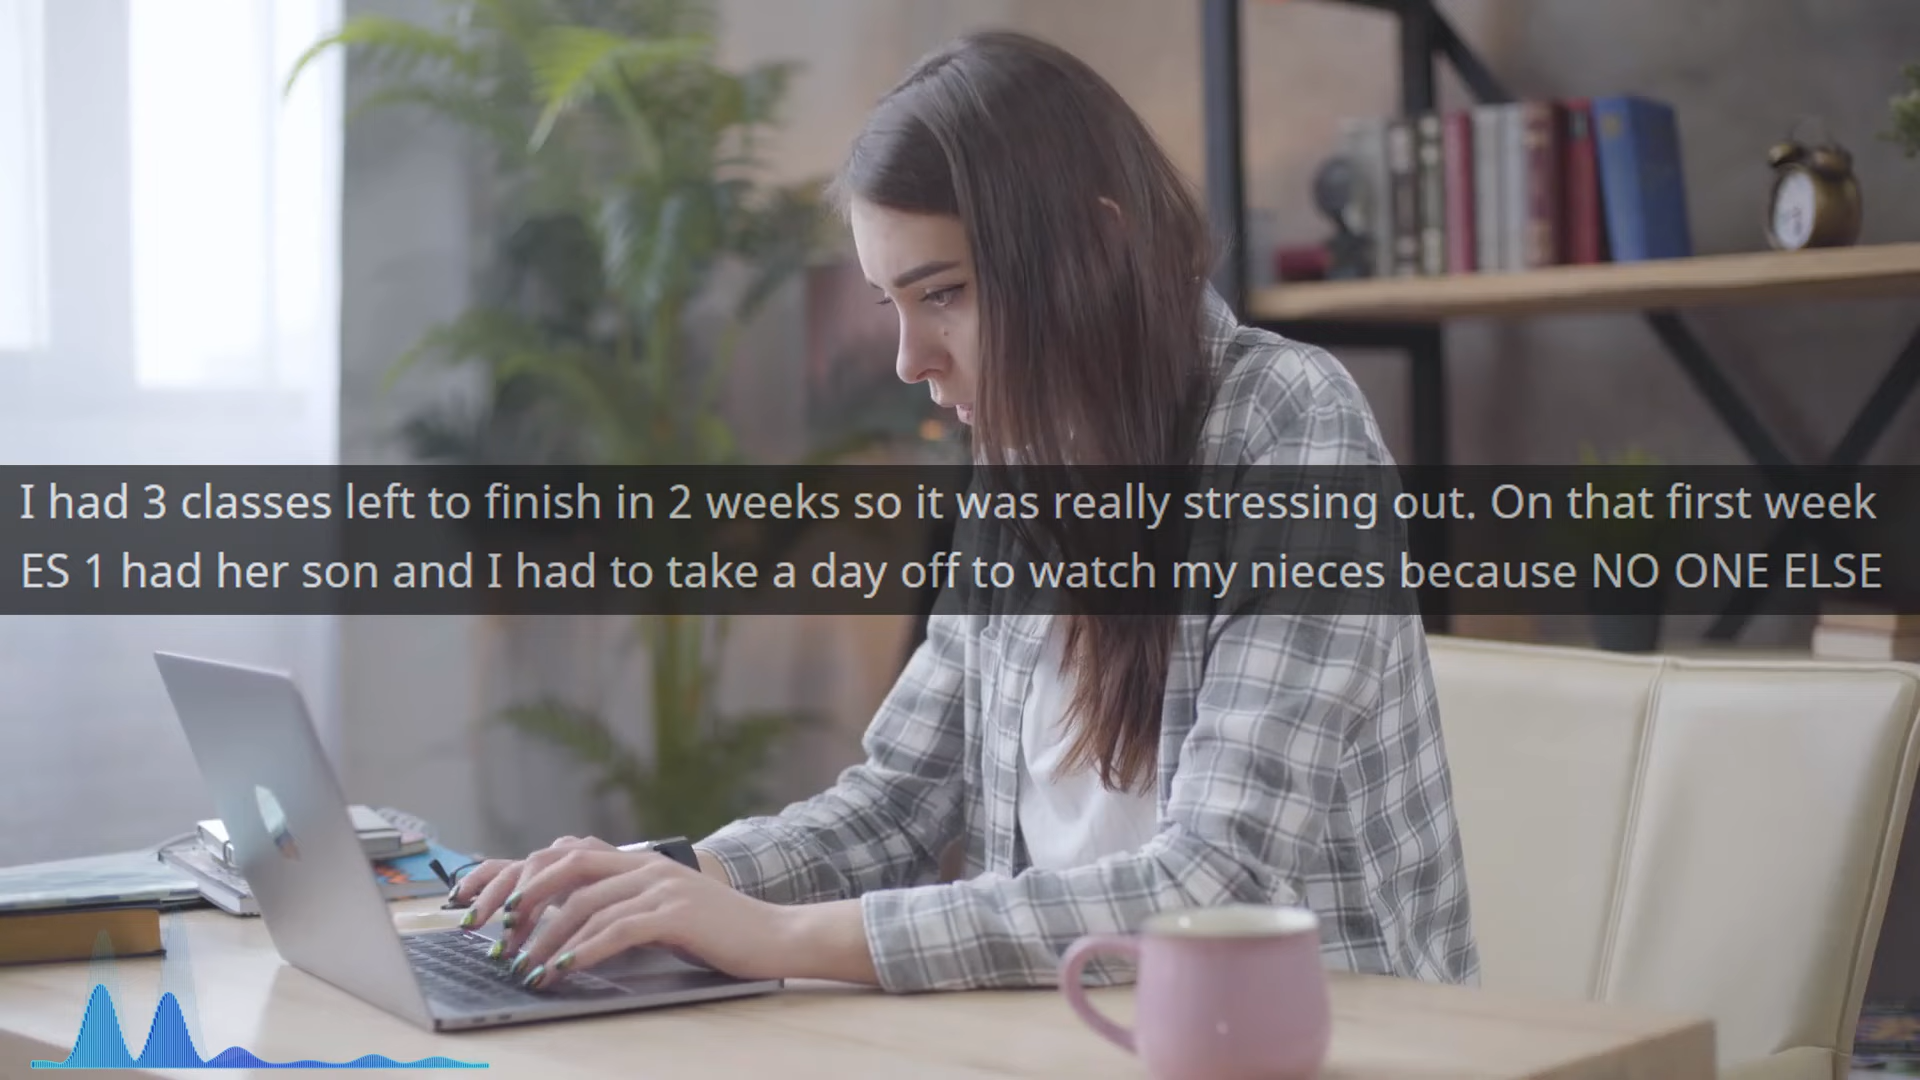 I had 3 classes left to finish in 2 weeks so it was really stressing out. On that first week
ES 1 had her son and I had to take a day off to watch my nieces because NO ONE ELSE